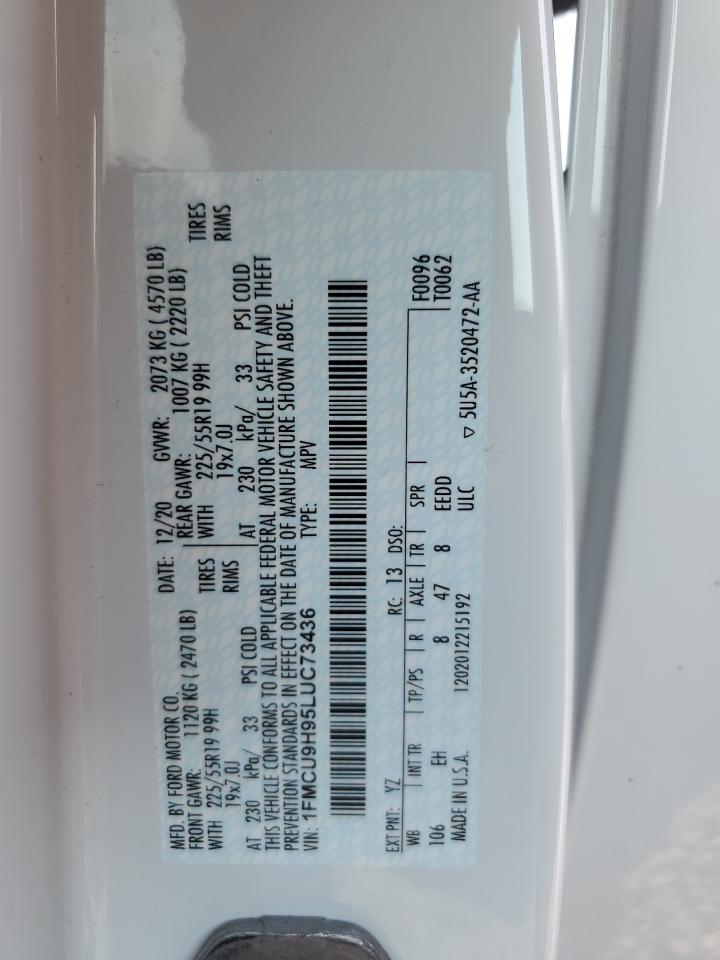 MFD. BY FORD MOTOR CO. DATE: 12/20 GVWR: 2073 KG ( 4570 LB)
FRONT GAWR: 1120 KG ( 2470 LB) REAR GAWR: 1007 KG ( 2220 LB)
WITH 225/55R19 99H TIRES WITH 225/55R19 99H TIRES
19x7.0J RIMS 19x7.0J RIMS
AT 230 kPa/ 33 PSI COLD AT 230 kPa/ 33 PSI COLD
THIS VEHICLE CONFORMS TO ALL APPLICABLE FEDERAL MOTOR VEHICLE SAFETY AND THEFT
PREVENTION STANDARDS IN EFFECT ON THE DATE OF MANUFACTURE SHOWN ABOVE.
VIN: 1FMCU9H95LUC73436 TYPE: MPV
EXT PNT: YZ RC: 13 DSO:
WB INT TR TP/PS R AXLE TR SPR F0096
106 EH 8 47 8 EEDD T0062
MADE IN U.S.A. 1202012215192 ULC ▽ 5U5A-3520472-AA